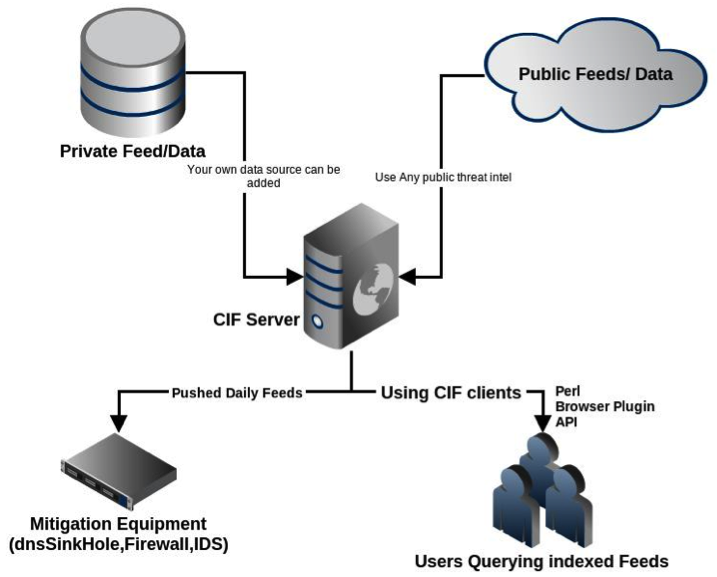 Public Feeds/ Data
Private Feed/Data
Your own data source can be
added
Use Any public threat intel
CIF Server
Pushed Daily Feeds
Using CIF clients
Perl
Browser Plugin
API
Mitigation Equipment
(dnsSinkHole,Firewall,IDS)
Users Querying indexed Feeds